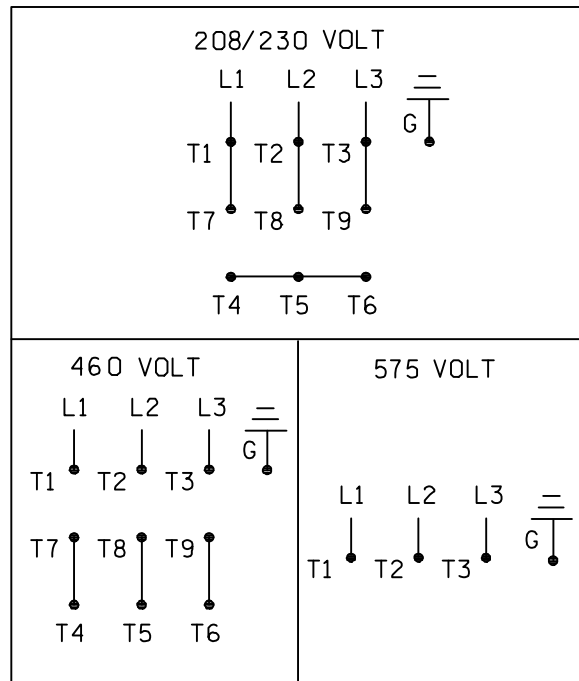 208/230 VOLT
L1 L2 L3
G
T1 T2 T3
T7 T8 T9
T4 T5 T6
460 VOLT
L1 L2 L3
G
T1 T2 T3
T7 T8 T9
T4 T5 T6
575 VOLT
L1 L2 L3
G
T1 T2 T3